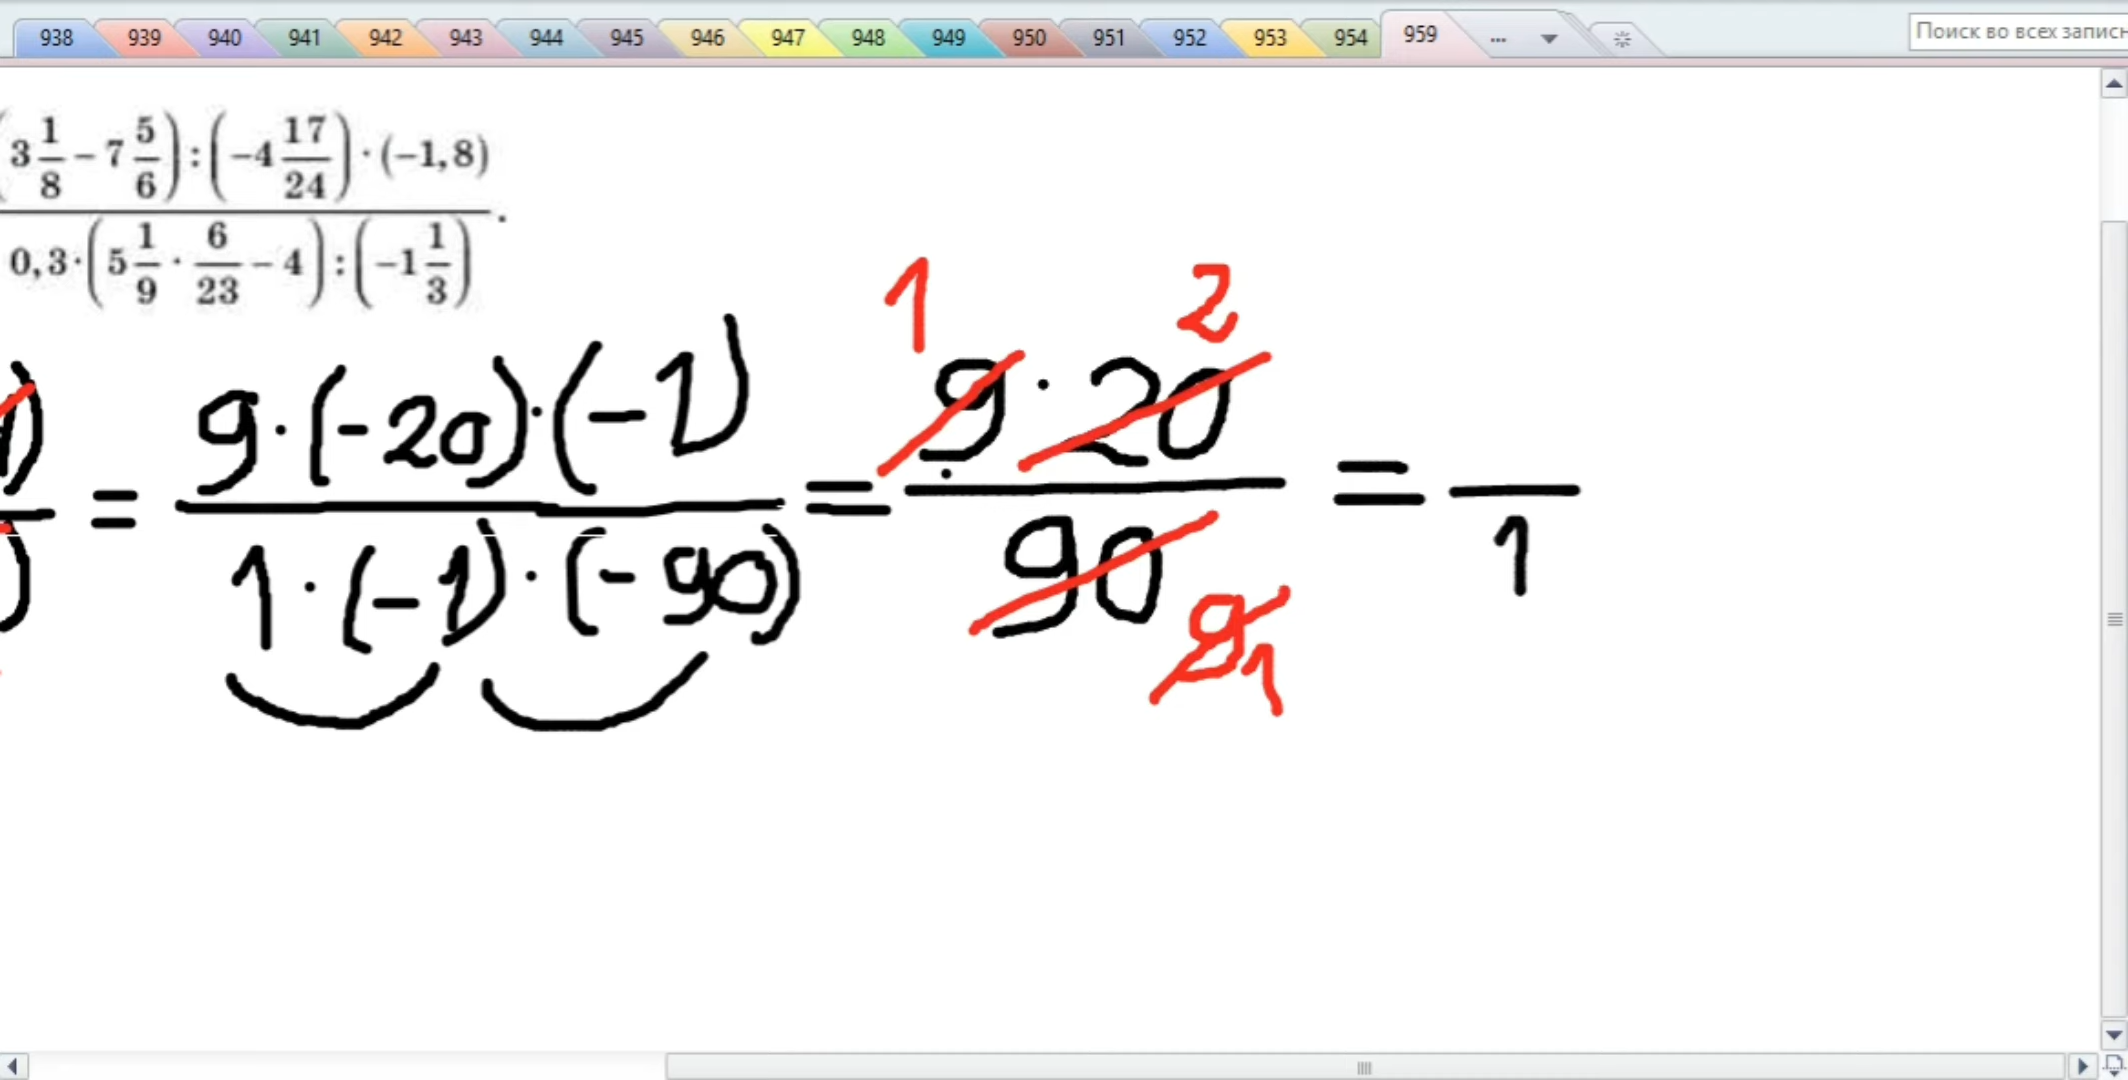 938 939 940 941 942 943 944 945 946 947 948 949 950 951 952 953 954 959 ...
Поиск во всех
(3 1/8 − 7 5/6) : (−4 17/24) · (−1,8)
0,3 · (5 1/9 · 6/23 − 4) : (−1 1/3) .
1 2
) = 9 · (-20) · (-1) = 9 · 20 =
) 1 · (-1) · (-90) 90 1
9 1